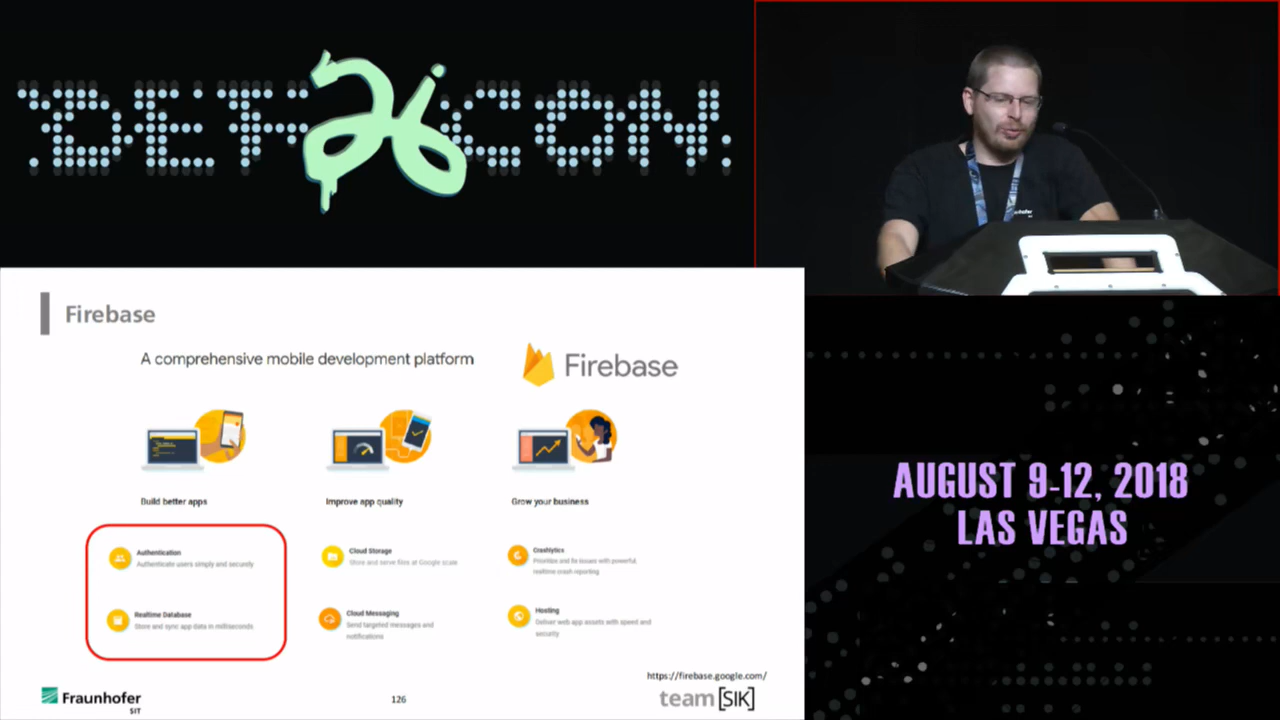 DEF CON
26
Fraunhofer
SIT
Firebase
A comprehensive mobile development platform
Firebase
Build better apps
Improve app quality
Grow your business
Authentication
Authenticate users simply and securely
Cloud Storage
Store and serve files at Google scale
Crashlytics
Prioritize and fix issues with powerful,
realtime crash reporting
Realtime Database
Store and sync app data in milliseconds
Cloud Messaging
Send targeted messages and
notifications
Hosting
Deliver web app assets with speed and
security
https://firebase.google.com/
Fraunhofer
SIT
126
team[SIK]
AUGUST 9-12, 2018
LAS VEGAS